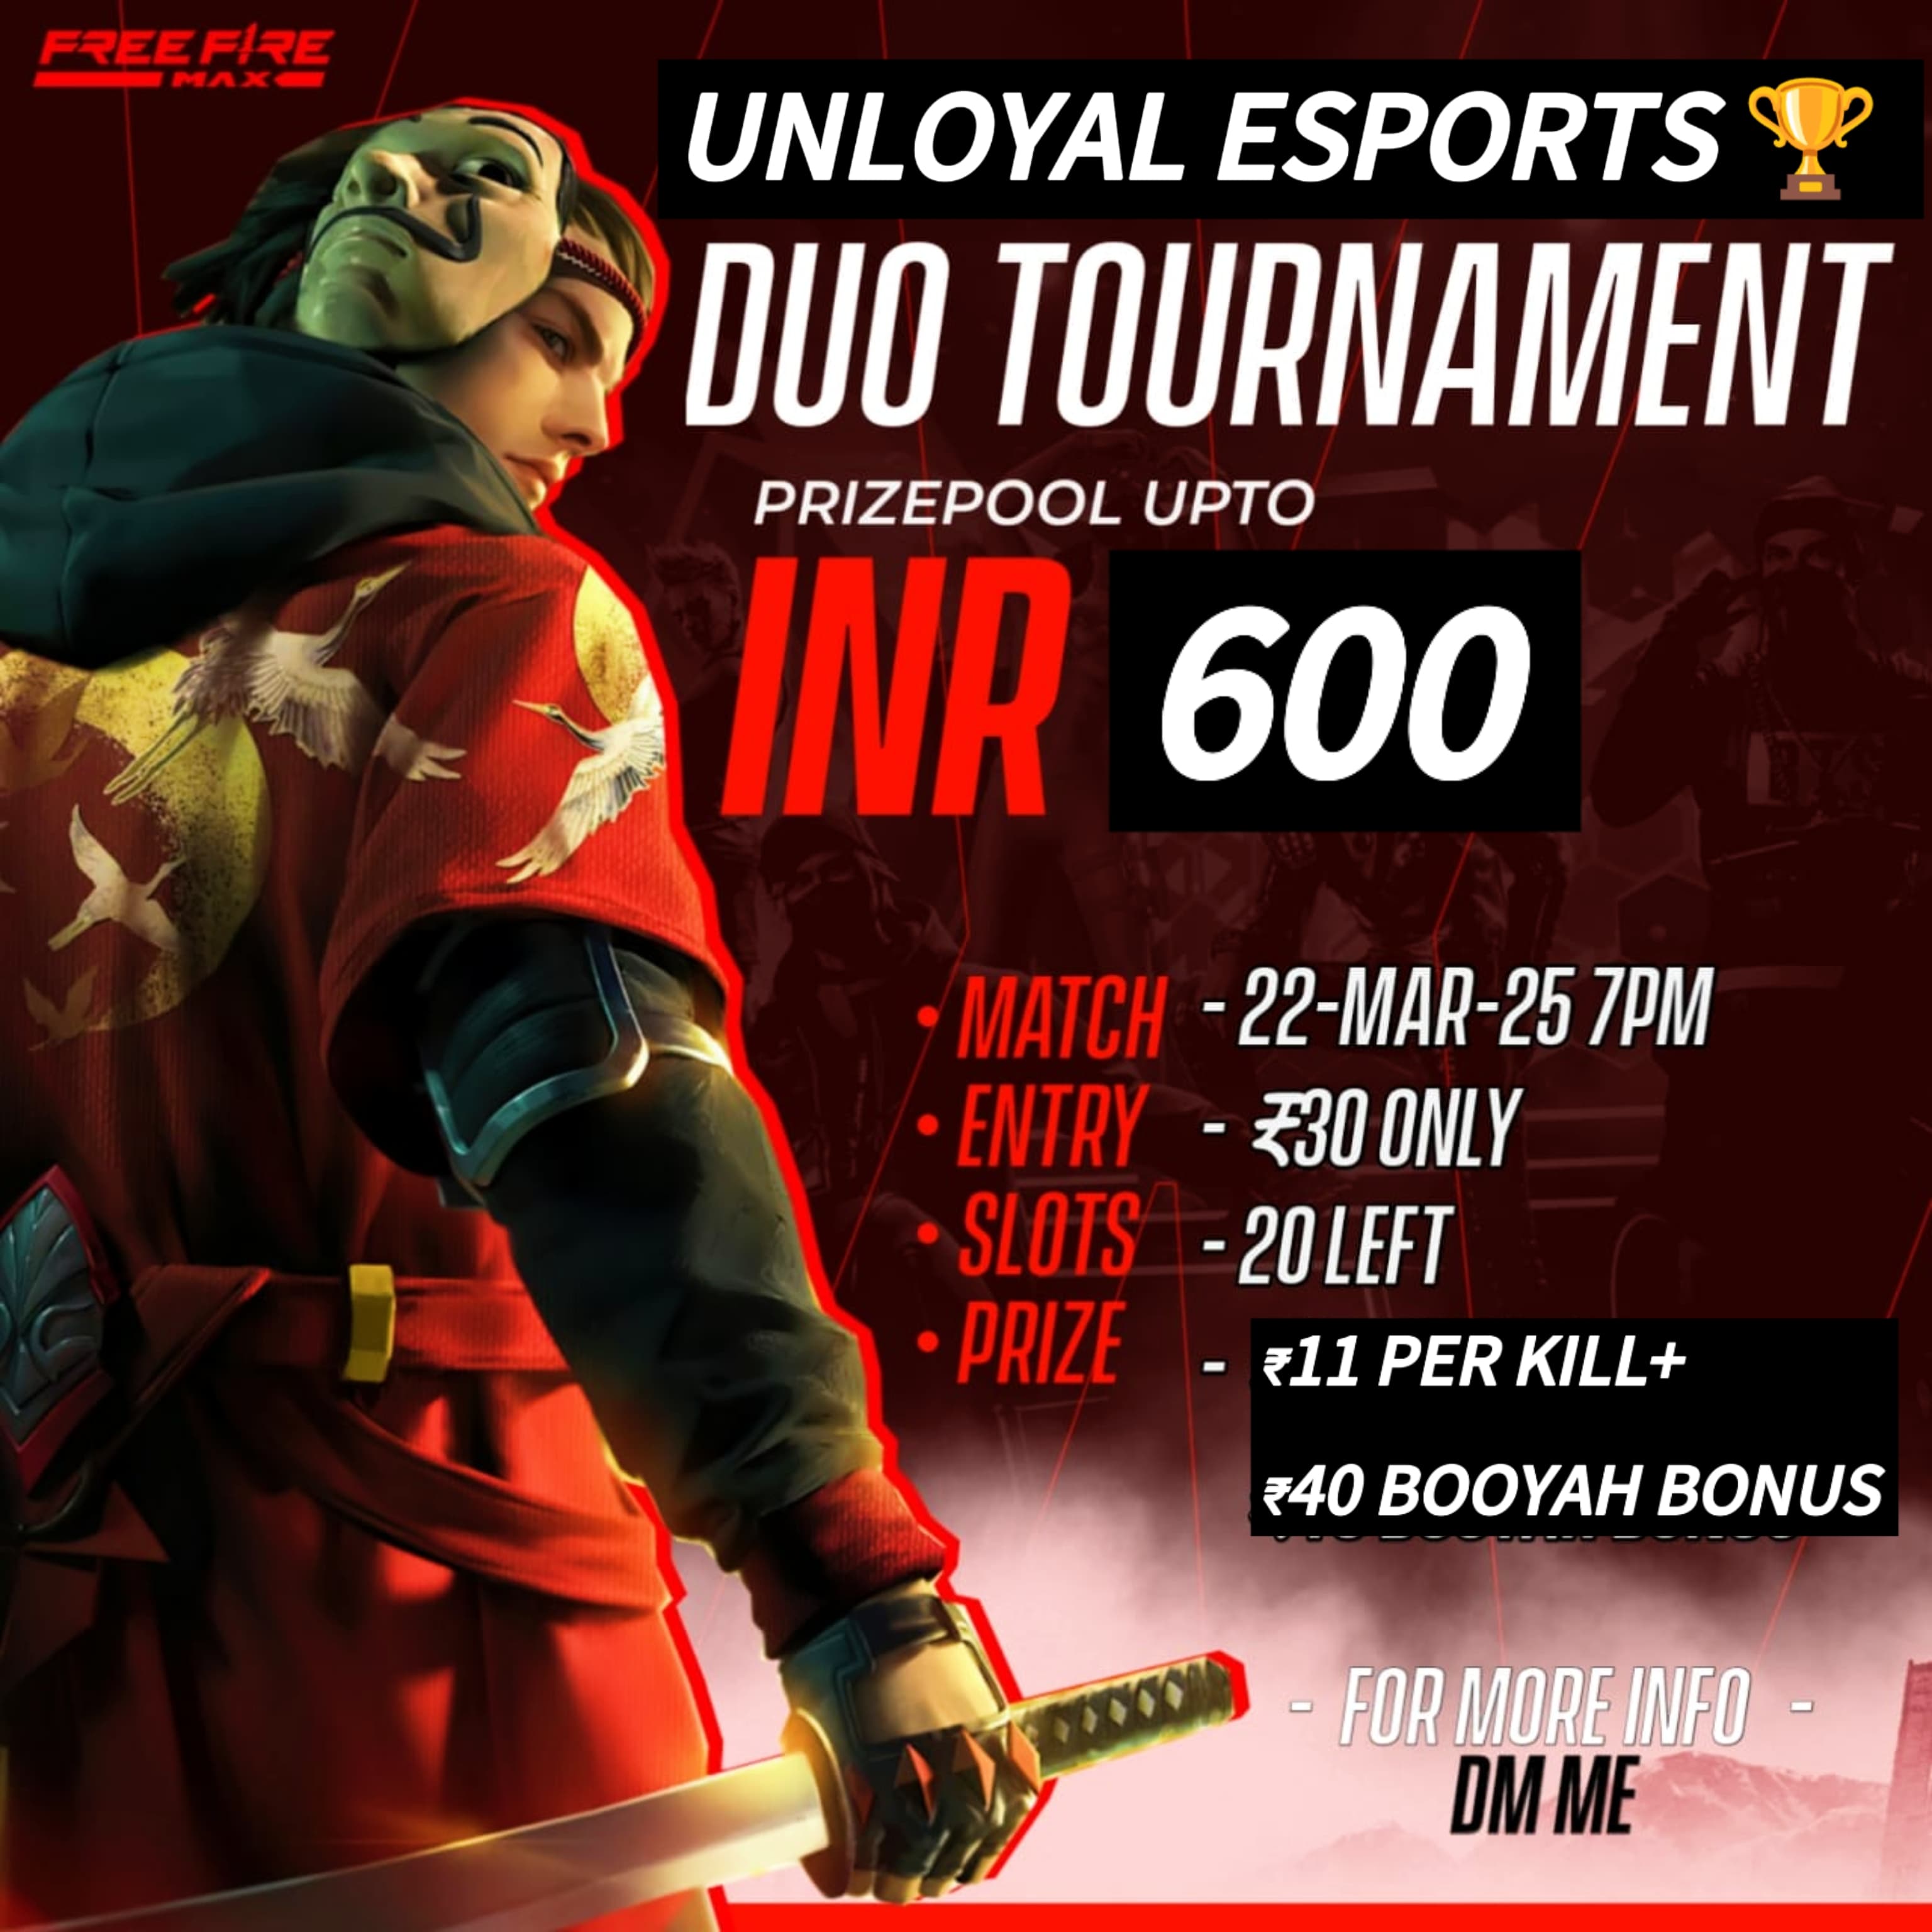 FREE FIRE
MAX
UNLOYAL ESPORTS 🏆
DUO TOURNAMENT
PRIZEPOOL UPTO
INR 600
• MATCH - 22-MAR-25 7PM
• ENTRY - ₹30 ONLY
• SLOTS - 20 LEFT
• PRIZE - ₹11 PER KILL+
₹40 BOOYAH BONUS
- FOR MORE INFO -
DM ME